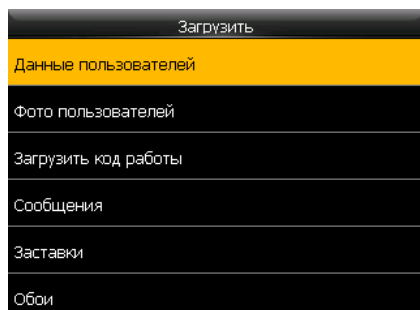 Загрузить
Данные пользователей
Фото пользователей
Загрузить код работы
Сообщения
Заставки
Обои